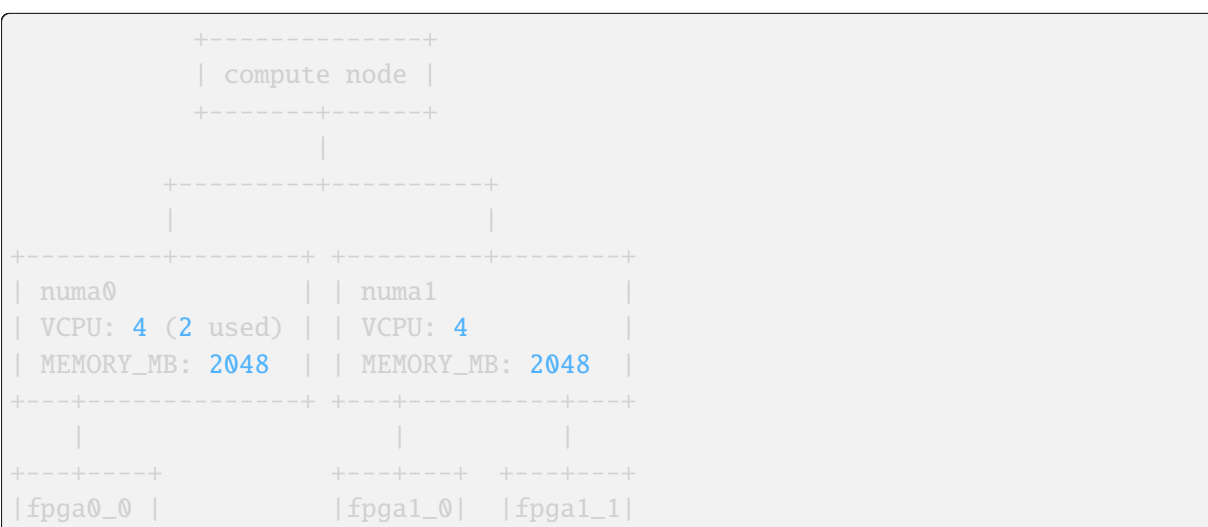 +--------------+
| compute node |
+-------+------+
|
+---------+----------+
| |
+---------+--------+ +---------+--------+
| numa0 | | numa1 |
| VCPU: 4 (2 used) | | VCPU: 4 |
| MEMORY_MB: 2048 | | MEMORY_MB: 2048 |
+---+--------------+ +---+----------+---+
| | |
+---+----+ +---+---+ +---+---+
|fpga0_0 | |fpga1_0| |fpga1_1|